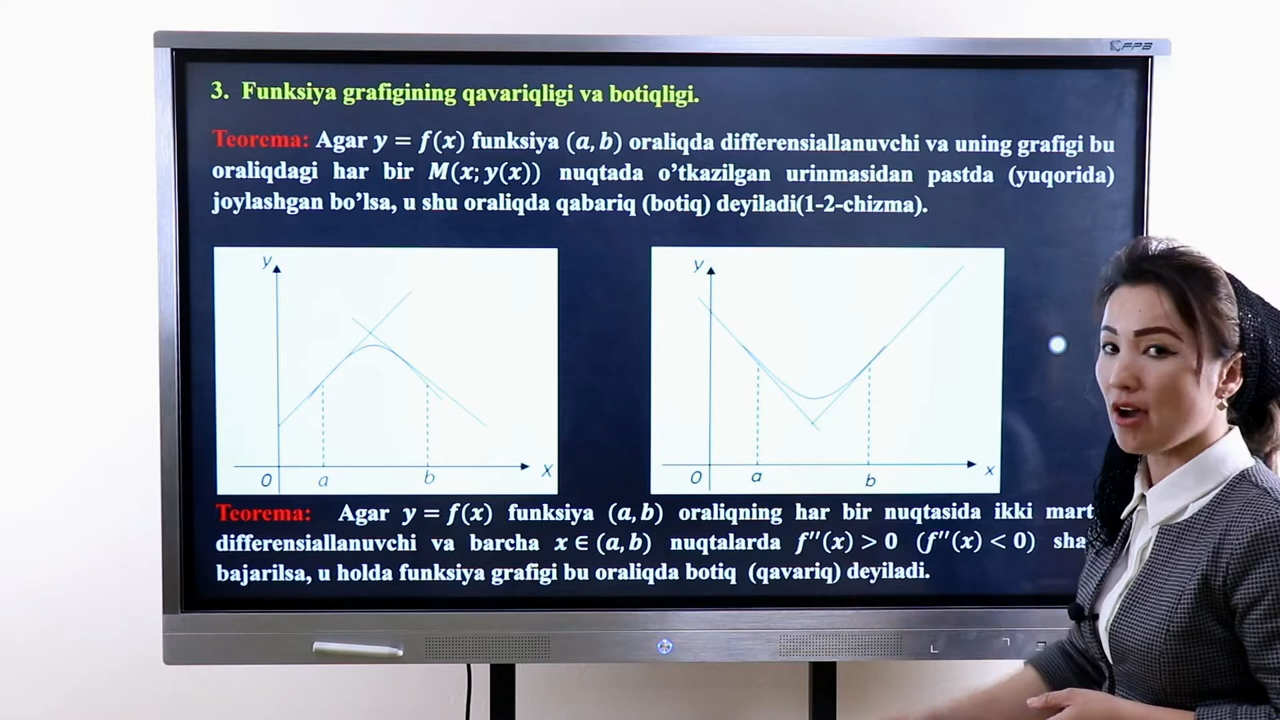 FPB
3. Funksiya grafigining qavariqligi va botiqligi.
Teorema: Agar y = f(x) funksiya (a, b) oraliqda differensiallanuvchi va uning grafigi bu
oraliqdagi har bir M(x; y(x)) nuqtada o’tkazilgan urinmasidan pastda (yuqorida)
joylashgan bo’lsa, u shu oraliqda qabariq (botiq) deyiladi(1-2-chizma).
y
0 a b X
y
0 a b x
Teorema: Agar y = f(x) funksiya (a, b) oraliqning har bir nuqtasida ikki mart
differensiallanuvchi va barcha x ∈ (a, b) nuqtalarda f′′(x) > 0 (f′′(x) < 0) sha
bajarilsa, u holda funksiya grafigi bu oraliqda botiq (qavariq) deyiladi.